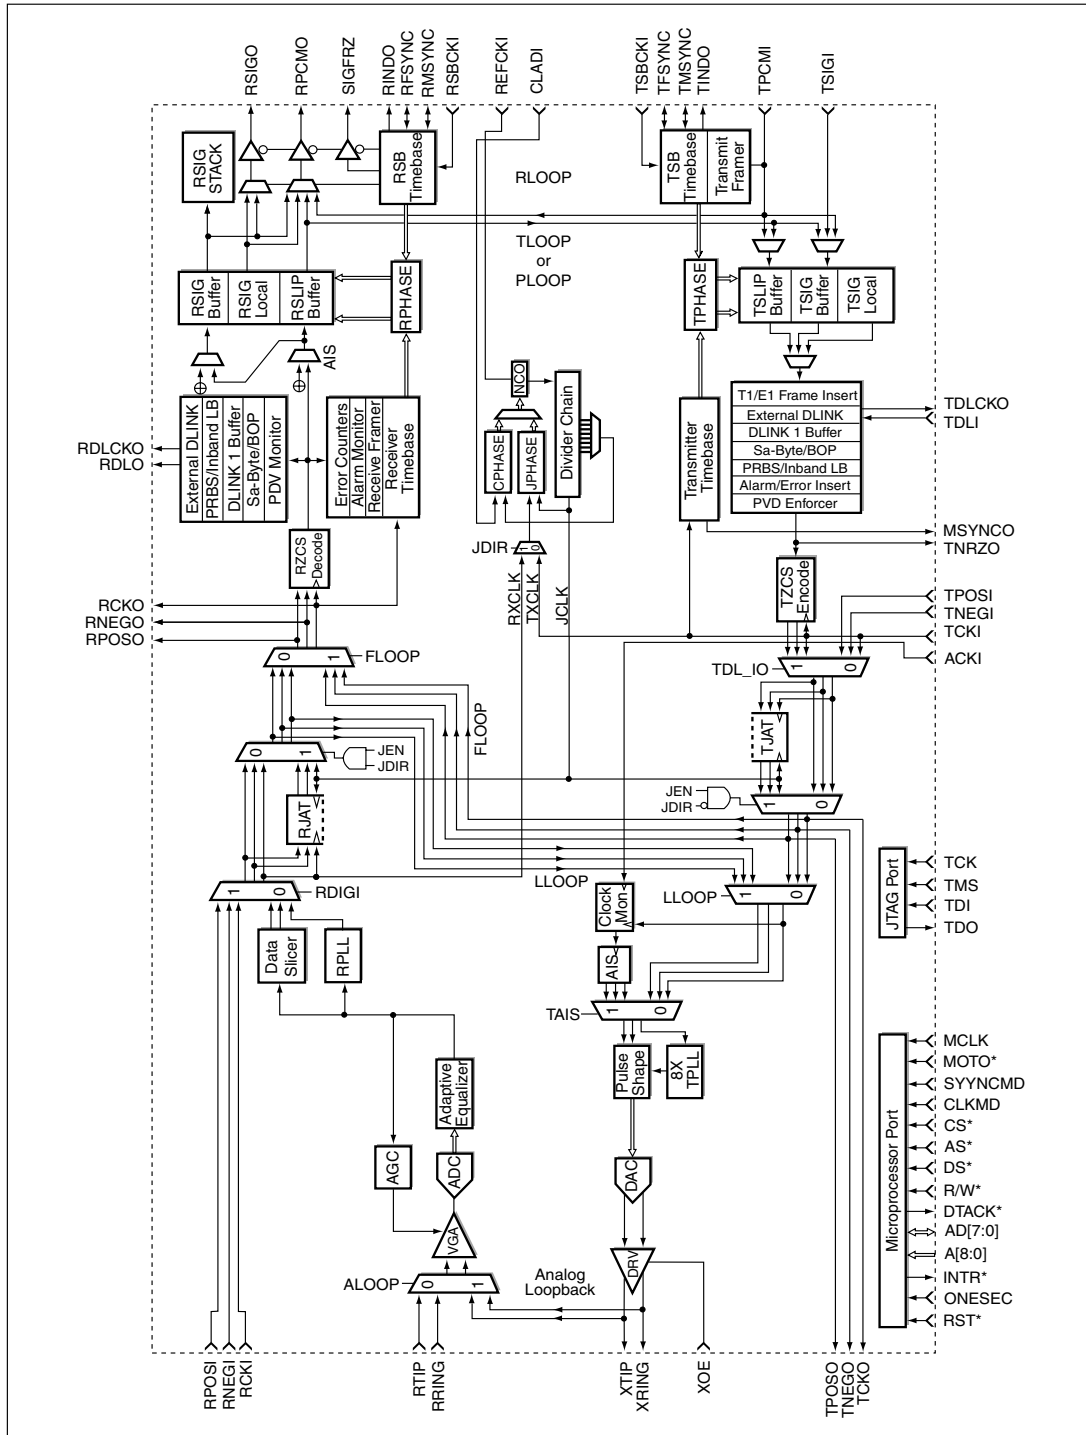 RSIGO
RPCMO
SIGFRZ
RINDO
RFSYNC
RMSYNC
RSBCKI
REFCKI
CLADI
TSBCKI
TFSYNC
TMSYNC
TINDO
TPCMI
TSIGI
RSIG
STACK
RSB
Timebase
RLOOP
TSB
Timebase
Transmit
Framer
TLOOP
or
PLOOP
RSIG
Buffer
RSIG
Local
RSLIP
Buffer
RPHASE
TPHASE
TSLIP
Buffer
TSIG
Buffer
TSIG
Local
AIS
NCO
CPHASE
JPHASE
Divider Chain
RDLCKO
RDLO
External DLINK
PRBS/Inband LB
DLINK 1 Buffer
Sa-Byte/BOP
PDV Monitor
Error Counters
Alarm Monitor
Receive Framer
Receiver
Timebase
Transmitter
Timebase
T1/E1 Frame Insert
External DLINK
DLINK 1 Buffer
Sa-Byte/BOP
PRBS/Inband LB
Alarm/Error Insert
PVD Enforcer
TDLCKO
TDLI
MSYNCO
TNRZO
RZCS
Decode
JDIR
1
0
RXCLK
TXCLK
JCLK
TZCS
Encode
RCKO
RNEGO
RPOSO
TPOSI
TNEGI
TCKI
ACKI
0
1
FLOOP
TDL_IO
1
0
FLOOP
TJAT
0
1
JEN
JDIR
RJAT
JEN
JDIR
1
0
1
0
RDIGI
LLOOP
Clock
Mon
LLOOP
1
0
JTAG Port
TCK
TMS
TDI
TDO
Data
Slicer
RPLL
AIS
TAIS
1
0
Adaptive
Equalizer
Pulse
Shape
8X
TPLL
AGC
ADC
DAC
VGA
DRV
ALOOP
0
1
Analog
Loopback
Microprocessor Port
MCLK
MOTO*
SYYNCMD
CLKMD
CS*
AS*
DS*
R/W*
DTACK*
AD[7:0]
A[8:0]
INTR*
ONESEC
RST*
RPOSI
RNEGI
RCKI
RTIP
RRING
XTIP
XRING
XOE
TPOSO
TNEGO
TCKO